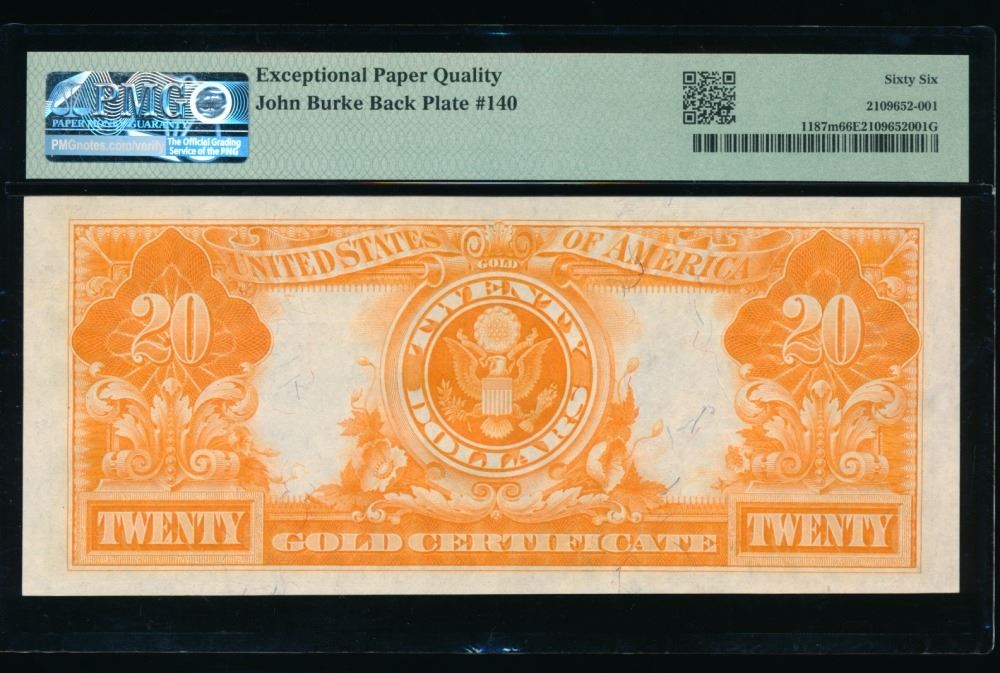 Exceptional Paper Quality
John Burke Back Plate #140
PMG
PAPER MONEY GUARANTY
PMGnotes.com/verify
The Official Grading
Service of the PNG
Sixty Six
2109652-001
1187m66E2109652001G
UNITED STATES OF AMERICA
GOLD
20
20
TWENTY
DOLLARS
TWENTY
GOLD CERTIFICATE
TWENTY